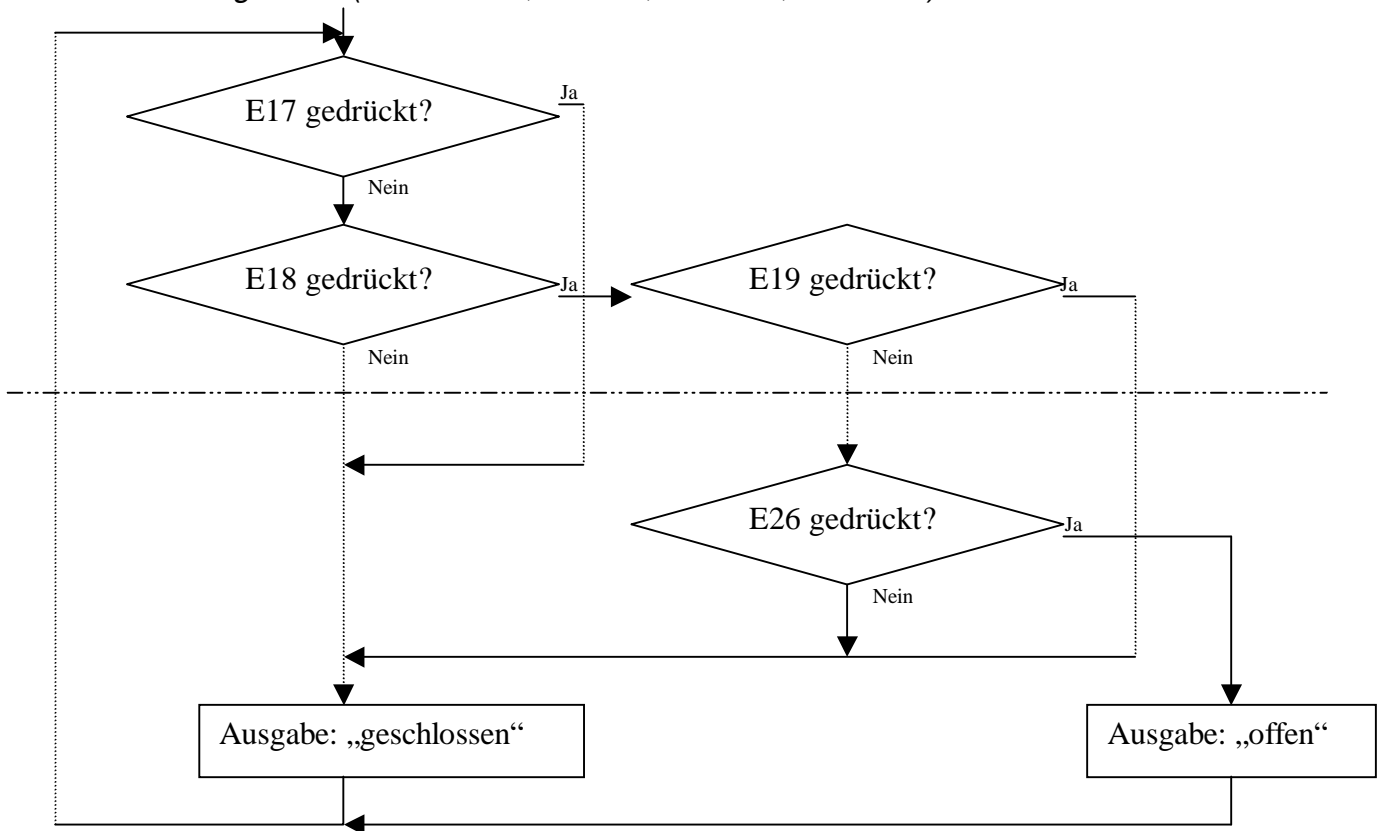 E17 gedrückt?
Ja
Nein
E18 gedrückt?
Ja
E19 gedrückt?
Ja
Nein
Nein
E26 gedrückt?
Ja
Nein
Ausgabe: „geschlossen“
Ausgabe: „offen“